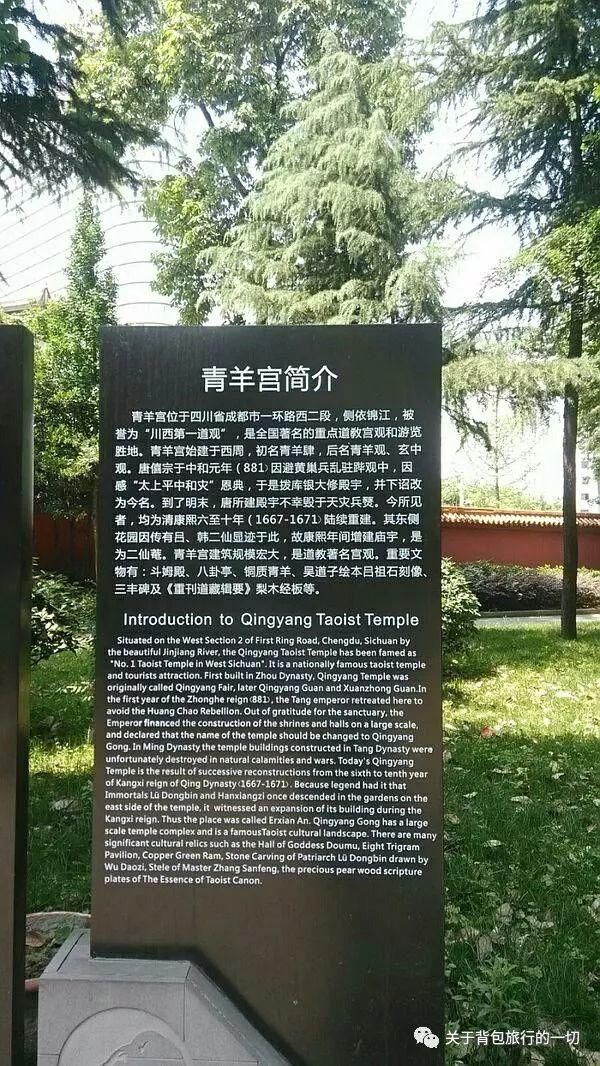 青羊宫简介
青羊宫位于四川省成都市一环路西二段，侧依锦江，被
誉为“川西第一道观”，是全国著名的重点道教宫观和游览
胜地。青羊宫始建于西周，初名青羊肆，后名青羊观、玄中
观。唐僖宗于中和元年（881）因避黄巢兵乱驻跸观中，因
感“太上平中和灾”恩典，于是拨库银大修殿宇，并下诏改
为今名。到了明末，唐所建殿宇不幸毁于天灾兵燹。今所见
者，均为清康熙六至十年（1667-1671）陆续重建。其东侧
花园因传有吕、韩二仙显迹于此，故康熙年间增建庙宇，是
为二仙菴。青羊宫建筑规模宏大，是道教著名宫观。重要文
物有：斗姆殿、八卦亭、铜质青羊、吴道子绘本吕祖石刻像、
三丰碑及《重刊道藏辑要》梨木经板等。
Introduction to Qingyang Taoist Temple
Situated on the West Section 2 of First Ring Road, Chengdu, Sichuan by
the beautiful Jinjiang River, the Qingyang Taoist Temple has been famed as
"No. 1 Taoist Temple in West Sichuan". It is a nationally famous taoist temple
and tourists attraction. First built in Zhou Dynasty, Qingyang Temple was
originally called Qingyang Fair, later Qingyang Guan and Xuanzhong Guan.In
the first year of the Zhonghe reign (881), the Tang emperor retreated here to
avoid the Huang Chao Rebellion. Out of gratitude for the sanctuary, the
Emperor financed the construction of the shrines and halls on a large scale,
and declared that the name of the temple should be changed to Qingyang
Gong. In Ming Dynasty the temple buildings constructed in Tang Dynasty were
unfortunately destroyed in natural calamities and wars. Today's Qingyang
Temple is the result of successive reconstructions from the sixth to tenth year
of Kangxi reign of Qing Dynasty (1667-1671). Because legend had it that
Immortals Lü Dongbin and Hanxiangzi once descended in the gardens on the
east side of the temple, it witnessed an expansion of its building during the
Kangxi reign. Thus the place was called Erxian An. Qingyang Gong has a large
scale temple complex and is a famousTaoist cultural landscape. There are many
significant cultural relics such as the Hall of Goddess Doumu, Eight Trigram
Pavilion, Copper Green Ram, Stone Carving of Patriarch Lü Dongbin drawn by
Wu Daozi, Stele of Master Zhang Sanfeng, the precious pear wood scripture
plates of The Essence of Taoist Canon.
关于背包旅行的一切